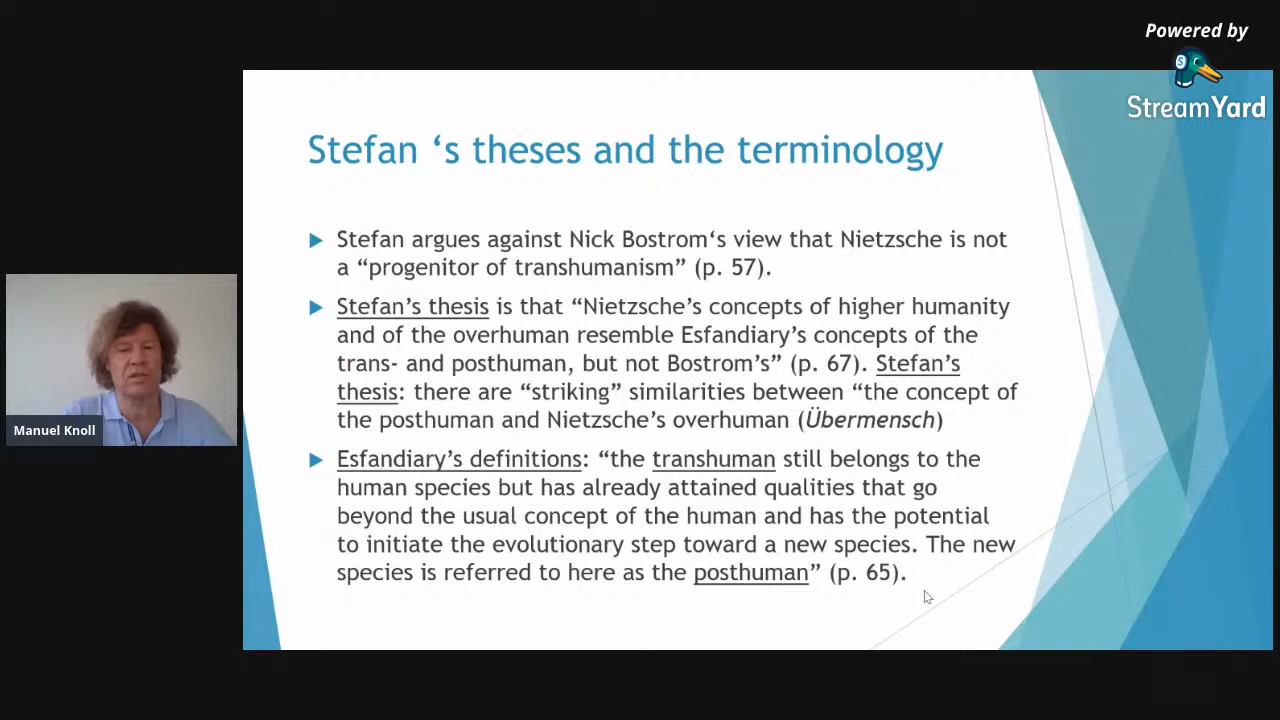 Powered by
StreamYard
Stefan ‘s theses and the terminology
Stefan argues against Nick Bostrom‘s view that Nietzsche is not
a “progenitor of transhumanism” (p. 57).
Stefan’s thesis is that “Nietzsche’s concepts of higher humanity
and of the overhuman resemble Esfandiary’s concepts of the
trans- and posthuman, but not Bostrom’s” (p. 67). Stefan’s
thesis: there are “striking” similarities between “the concept of
the posthuman and Nietzsche’s overhuman (Übermensch)
Esfandiary’s definitions: “the transhuman still belongs to the
human species but has already attained qualities that go
beyond the usual concept of the human and has the potential
to initiate the evolutionary step toward a new species. The new
species is referred to here as the posthuman” (p. 65).
Manuel Knoll